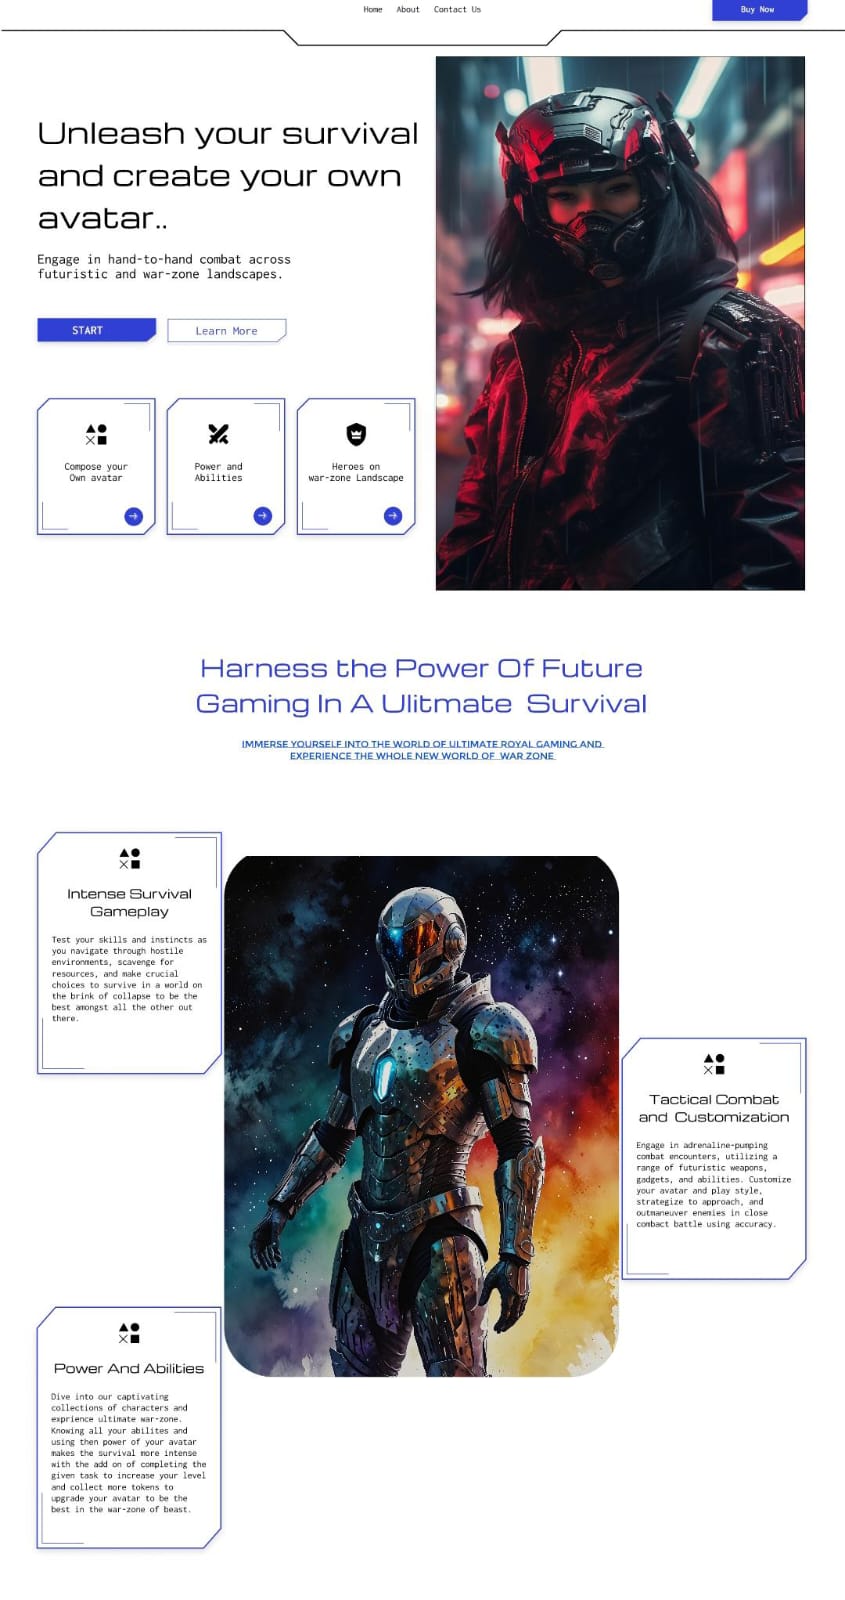 Home About Contact Us Buy Now
Unleash your survival
and create your own
avatar..
Engage in hand-to-hand combat across
futuristic and war-zone landscapes.
START Learn More
Compose your
Own avatar
Power and
Abilities
Heroes on
war-zone Landscape
Harness the Power Of Future
Gaming In A Ulitmate Survival
IMMERSE YOURSELF INTO THE WORLD OF ULTIMATE ROYAL GAMING AND
EXPERIENCE THE WHOLE NEW WORLD OF WAR ZONE
Intense Survival
Gameplay
Test your skills and instincts as
you navigate through hostile
environments, scavenge for
resources, and make crucial
choices to survive in a world on
the brink of collapse to be the
best amongst all the other out
there.
Tactical Combat
and Customization
Engage in adrenaline-pumping
combat encounters, utilizing a
range of futuristic weapons,
gadgets, and abilities. Customize
your avatar and play style,
strategize to approach, and
outmaneuver enemies in close
combact battle using accuracy.
Power And Abilities
Dive into our captivating
collections of characters and
exprience ultimate war-zone.
Knowing all your abilites and
using then power of your avatar
makes the survival more intense
with the add on of completing the
given task to increase your level
and collect more tokens to
upgrade your avatar to be the
best in the war-zone of beast.